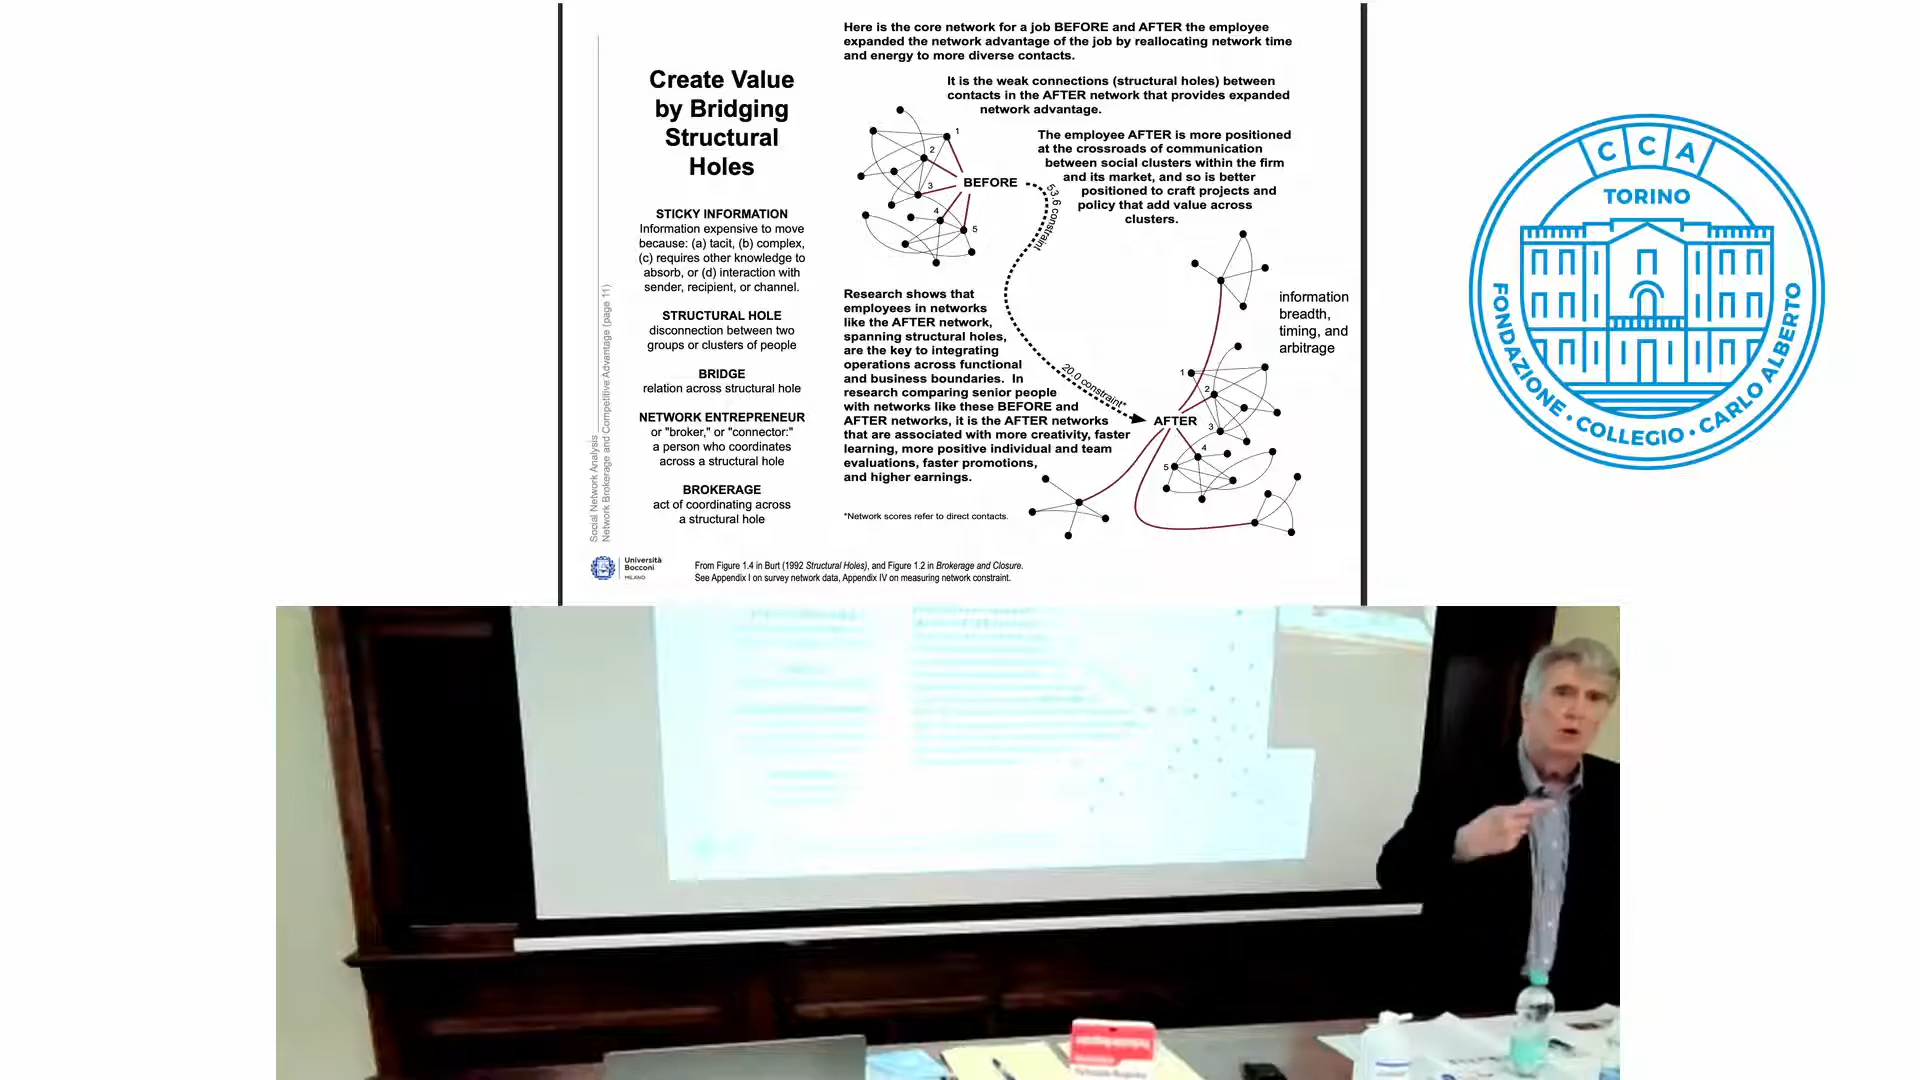 Here is the core network for a job BEFORE and AFTER the employee
expanded the network advantage of the job by reallocating network time
and energy to more diverse contacts.
Create Value
by Bridging
Structural
Holes
It is the weak connections (structural holes) between
contacts in the AFTER network that provides expanded
network advantage.
The employee AFTER is more positioned
at the crossroads of communication
between social clusters within the firm
and its market, and so is better
positioned to craft projects and
policy that add value across
clusters.
1
2
3
4
5
BEFORE
53.6 constraint
STICKY INFORMATION
Information expensive to move
because: (a) tacit, (b) complex,
(c) requires other knowledge to
absorb, or (d) interaction with
sender, recipient, or channel.
STRUCTURAL HOLE
disconnection between two
groups or clusters of people
BRIDGE
relation across structural hole
NETWORK ENTREPRENEUR
or "broker," or "connector:"
a person who coordinates
across a structural hole
BROKERAGE
act of coordinating across
a structural hole
Research shows that
employees in networks
like the AFTER network,
spanning structural holes,
are the key to integrating
operations across functional
and business boundaries. In
research comparing senior people
with networks like these BEFORE and
AFTER networks, it is the AFTER networks
that are associated with more creativity, faster
learning, more positive individual and team
evaluations, faster promotions,
and higher earnings.
20.0 constraint*
information
breadth,
timing, and
arbitrage
1
2
3
4
5
AFTER
*Network scores refer to direct contacts.
Social Network Analysis
Network Brokerage and Competitive Advantage (page 11)
Università
Bocconi
MILANO
From Figure 1.4 in Burt (1992 Structural Holes), and Figure 1.2 in Brokerage and Closure.
See Appendix I on survey network data, Appendix IV on measuring network constraint.
CCA
TORINO
FONDAZIONE • COLLEGIO • CARLO ALBERTO